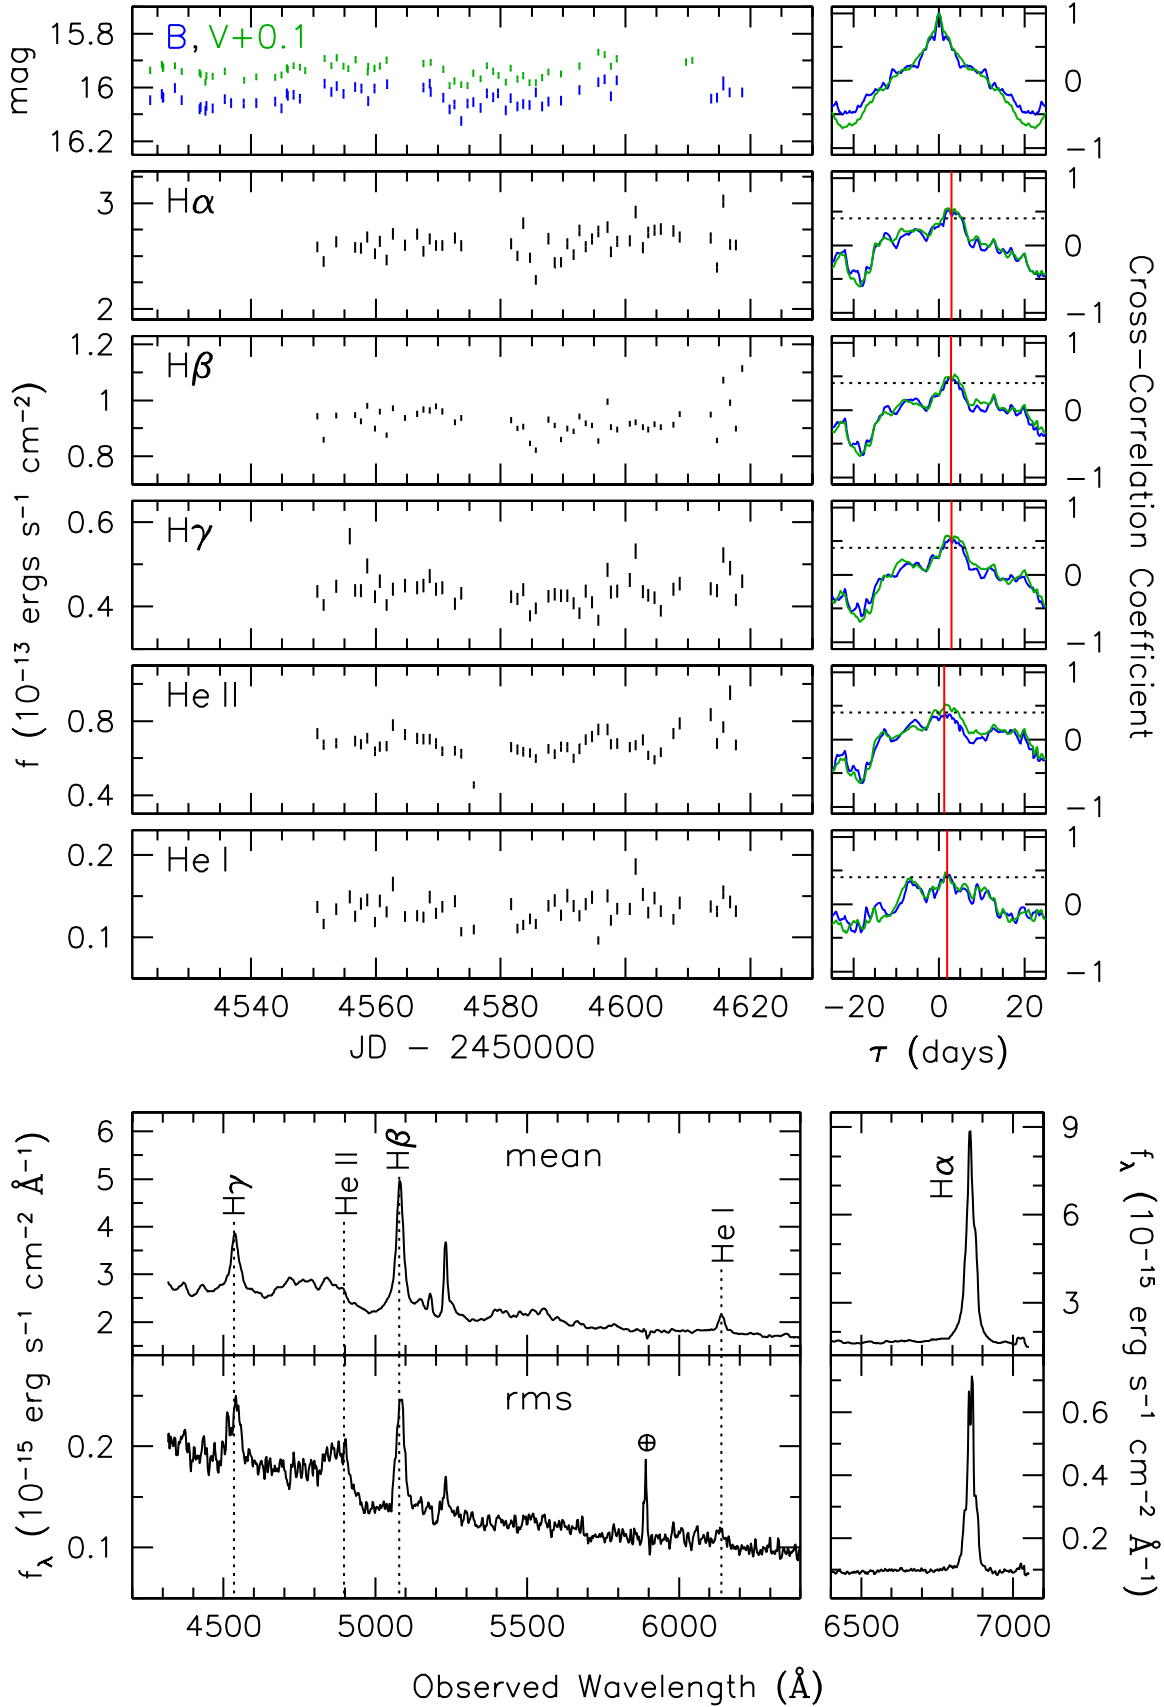 B, V+0.1
mag
15.8
16
16.2
1
0
−1
Hα
3
2
1
0
−1
Hβ
1.2
1
0.8
1
0
−1
Hγ
0.6
0.4
1
0
−1
He II
0.8
0.4
1
0
−1
He I
0.2
0.1
1
0
−1
f (10⁻¹³ ergs s⁻¹ cm⁻²)
Cross−Correlation Coefficient
4540 4560 4580 4600 4620
JD − 2450000
−20 0 20
τ (days)
mean
Hγ
He II
Hβ
He I
6
5
4
3
2
Hα
9
6
3
rms
⊕
0.2
0.1
0.6
0.4
0.2
f_λ (10⁻¹⁵ erg s⁻¹ cm⁻² Å⁻¹)
f_λ (10⁻¹⁵ erg s⁻¹ cm⁻² Å⁻¹)
4500 5000 5500 6000
6500 7000
Observed Wavelength (Å)